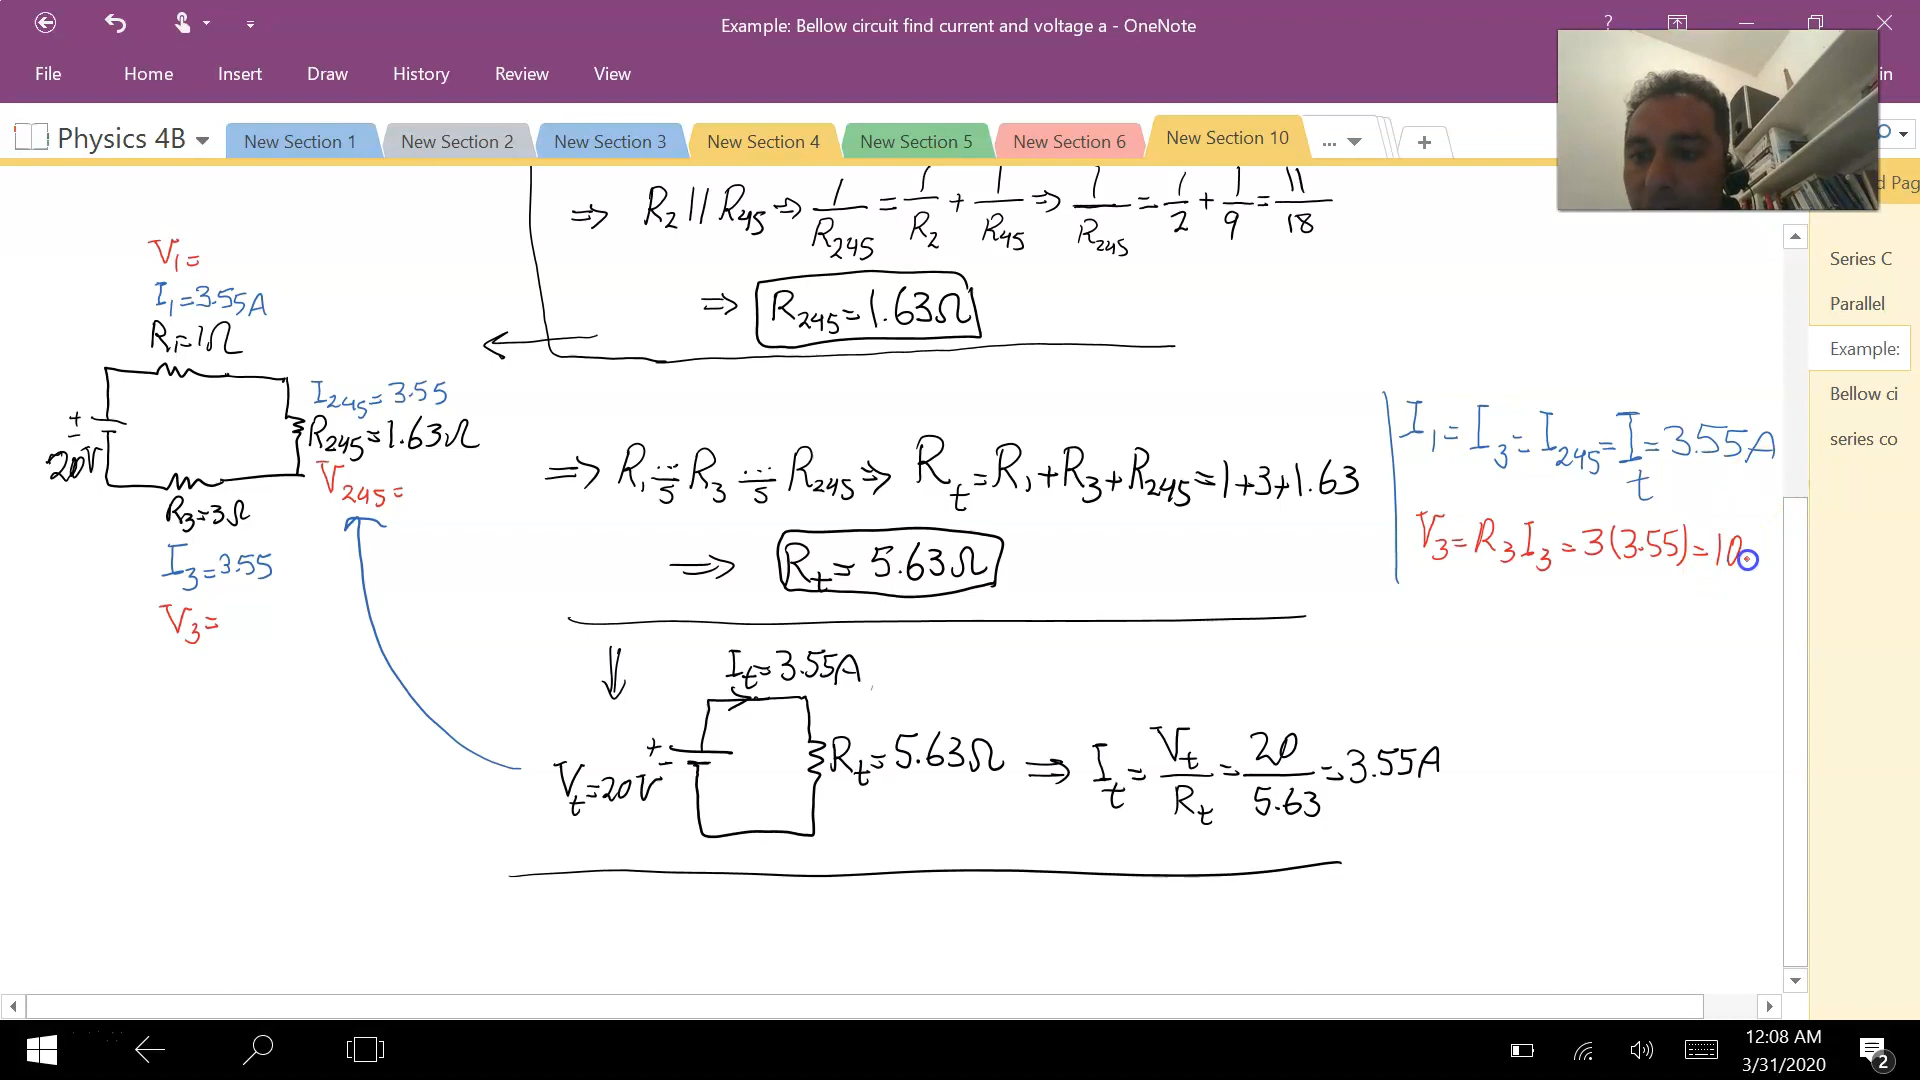 Example: Bellow circuit find current and voltage a - OneNote
?
File Home Insert Draw History Review View
in
Physics 4B
New Section 1 New Section 2 New Section 3 New Section 4 New Section 5 New Section 6 New Section 10 ... +
d Pag
Series C
Parallel
Example:
Bellow ci
series co
⇒ R2 || R45 ⇒ 1/R245 = 1/R2 + 1/R45 ⇒ 1/R245 = 1/2 + 1/9 = 11/18
⇒ R245 = 1.63Ω
V1 =
I1 = 3.55A
R1 = 1Ω
I245 = 3.55
R245 = 1.63Ω
V245 =
+
-
20V
R3 = 3Ω
I3 = 3.55
V3 =
⇒ R1 ... R3 ... R245 ⇒ Rt = R1 + R3 + R245 = 1+3+1.63
⇒ Rt = 5.63Ω
I1 = I3 = I245 = It = 3.55A
V3 = R3 I3 = 3(3.55) = 10.
⇓
It = 3.55A
+
-
Vt = 20V
Rt = 5.63Ω
⇒ It = Vt/Rt = 20/5.63 = 3.55A
12:08 AM
3/31/2020
2